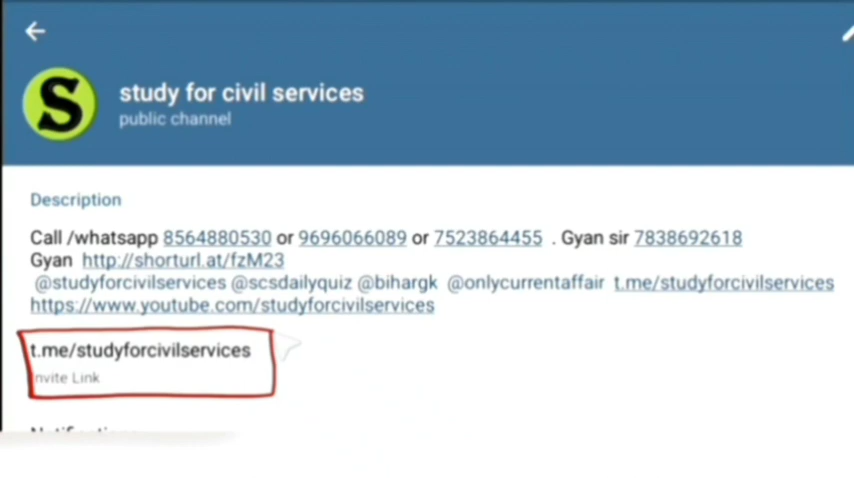 S
study for civil services
public channel
Description
Call /whatsapp 8564880530 or 9696066089 or 7523864455 . Gyan sir 7838692618
Gyan http://shorturl.at/fzM23
@studyforcivilservices @scsdailyquiz @bihargk @onlycurrentaffair t.me/studyforcivilservices
https://www.youtube.com/studyforcivilservices
t.me/studyforcivilservices
Invite Link